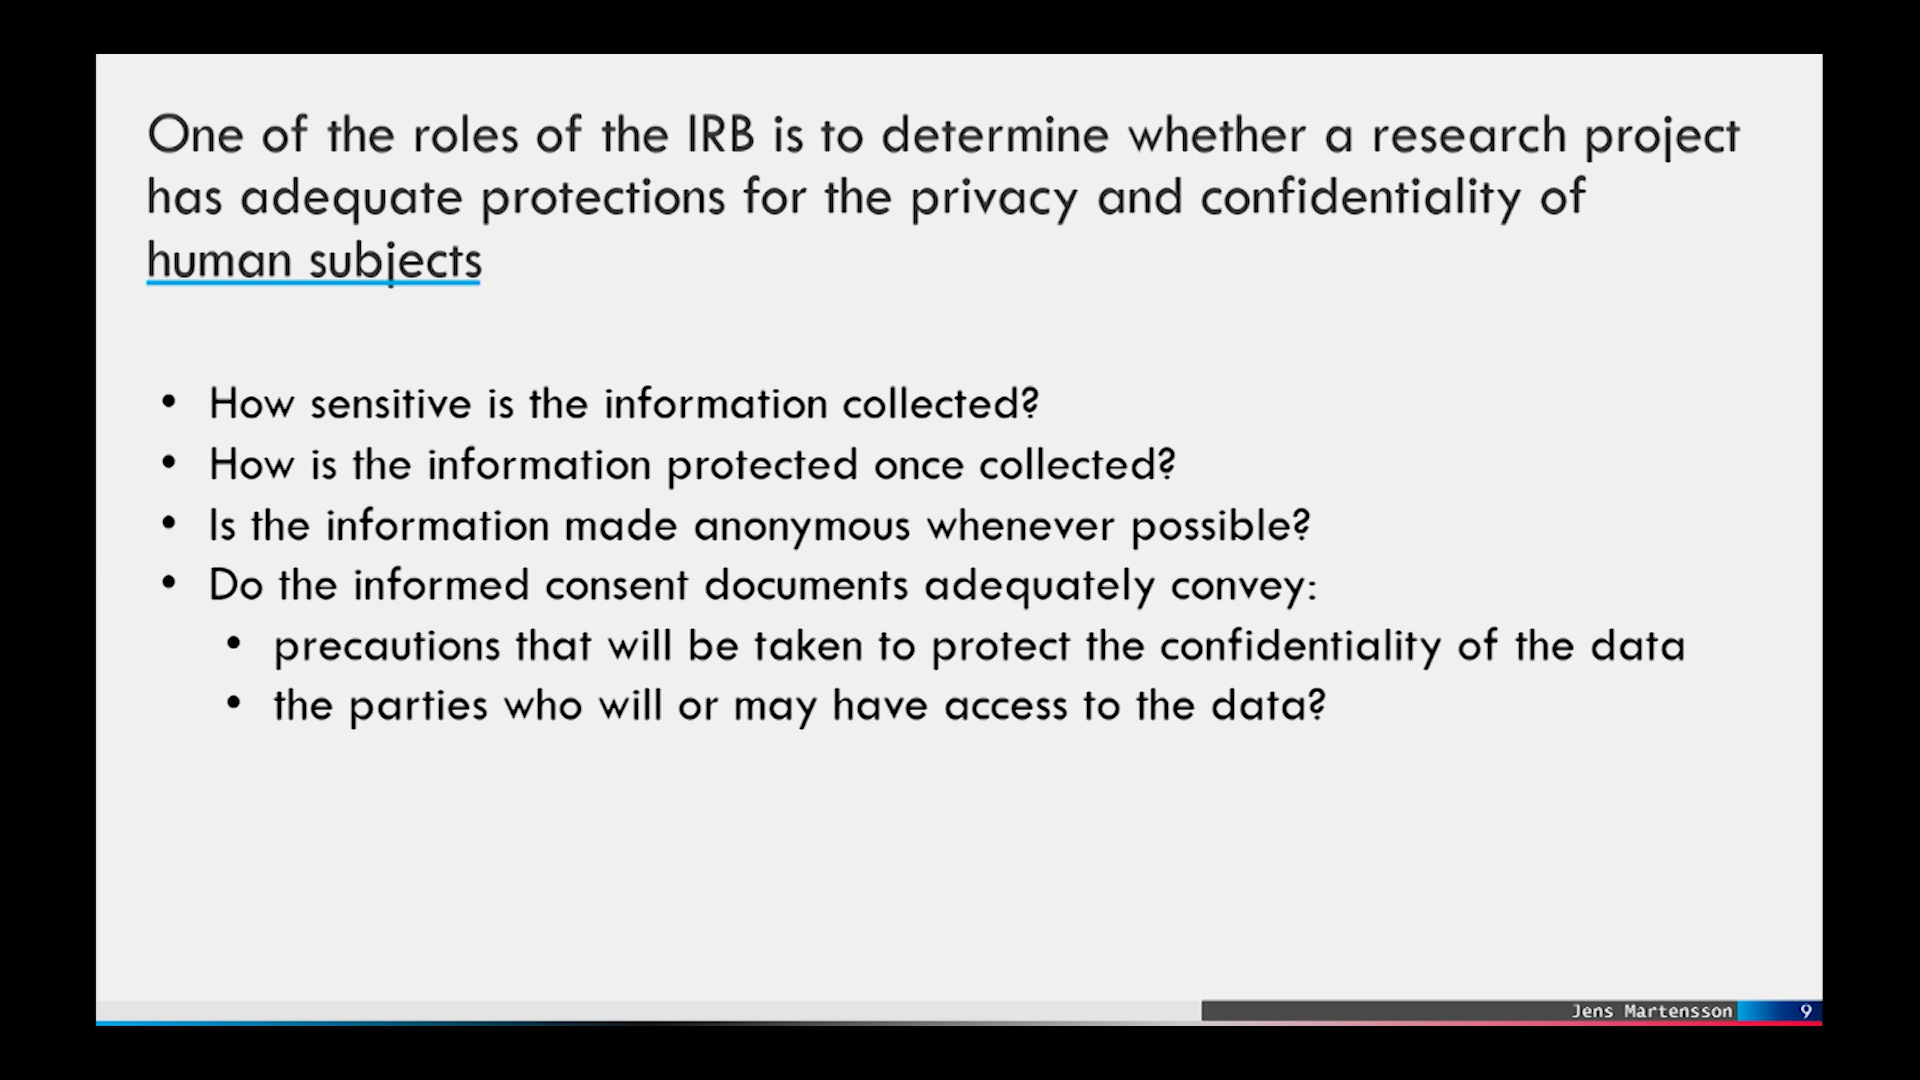 One of the roles of the IRB is to determine whether a research project
has adequate protections for the privacy and confidentiality of
human subjects
• How sensitive is the information collected?
• How is the information protected once collected?
• Is the information made anonymous whenever possible?
• Do the informed consent documents adequately convey:
• precautions that will be taken to protect the confidentiality of the data
• the parties who will or may have access to the data?
Jens Martensson 9